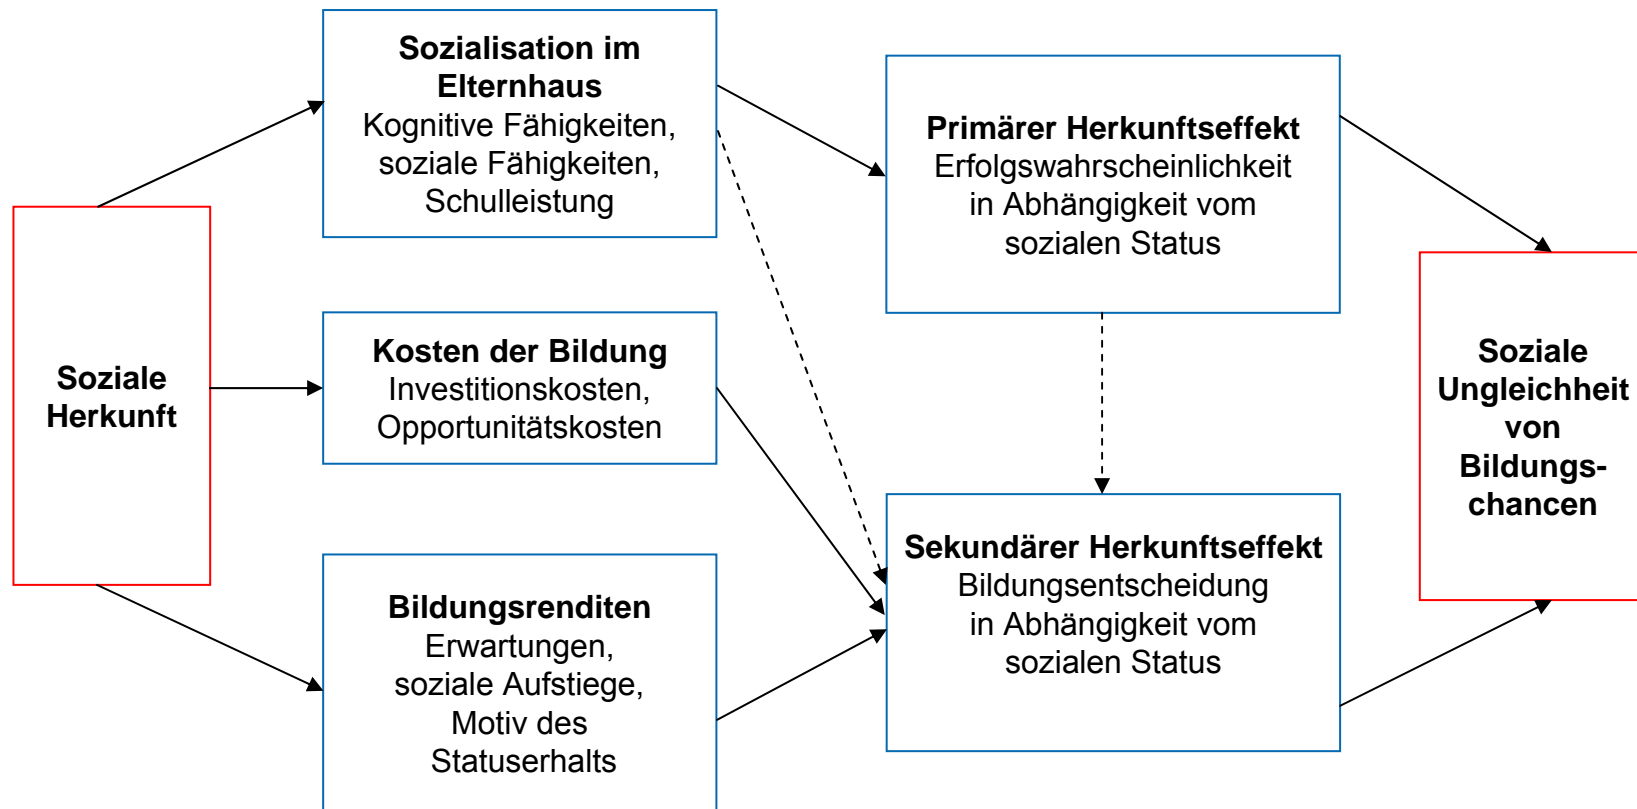 Soziale
Herkunft
Sozialisation im
Elternhaus
Kognitive Fähigkeiten,
soziale Fähigkeiten,
Schulleistung
Kosten der Bildung
Investitionskosten,
Opportunitätskosten
Bildungsrenditen
Erwartungen,
soziale Aufstiege,
Motiv des
Statuserhalts
Primärer Herkunftseffekt
Erfolgswahrscheinlichkeit
in Abhängigkeit vom
sozialen Status
Sekundärer Herkunftseffekt
Bildungsentscheidung
in Abhängigkeit vom
sozialen Status
Soziale
Ungleichheit
von
Bildungs-
chancen